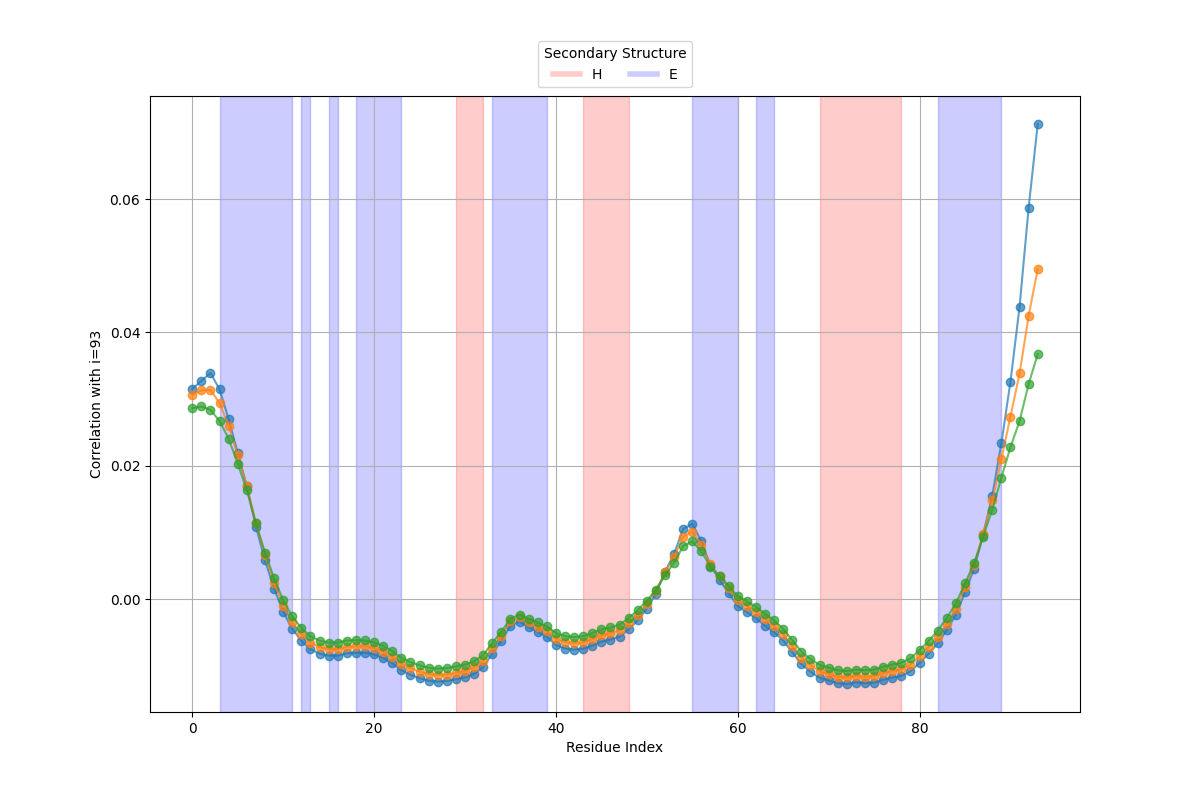 Secondary Structure
H E
0.06
0.04
0.02
0.00
Correlation with i=93
0 20 40 60 80
Residue Index